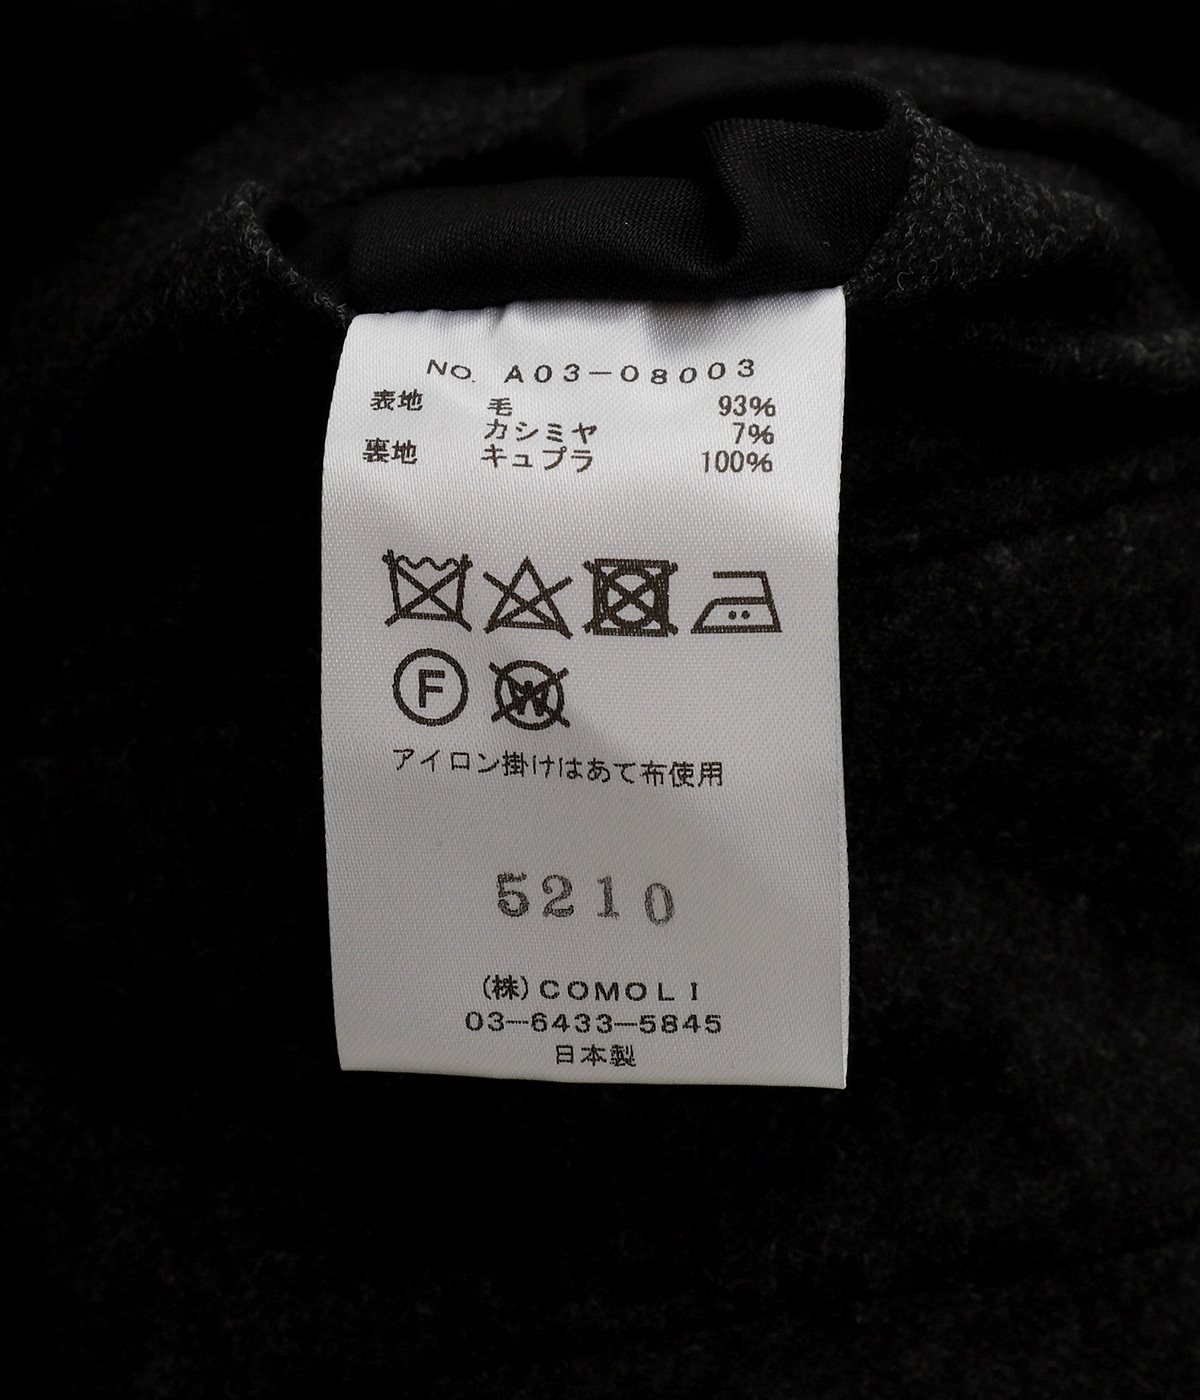 NO. A03-08003
表地 毛 93%
カシミヤ 7%
裏地 キュプラ 100%
F W
アイロン掛けはあて布使用
5210
(株)COMOLI
03-6433-5845
日本製